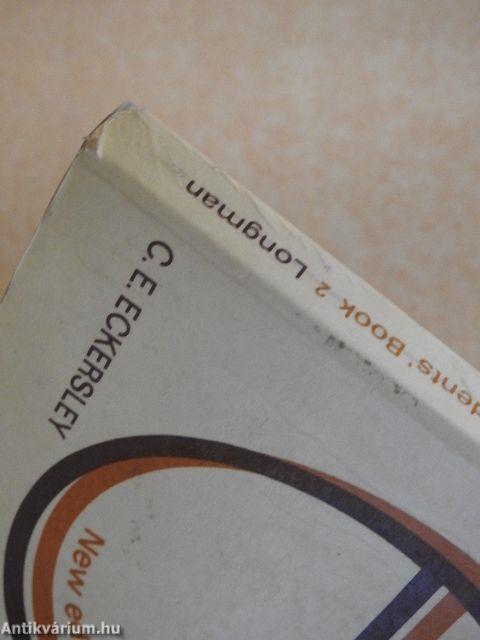 dents' Book 2 Longman
C. E. ECKERSLEY
New e
Antikvárium.hu